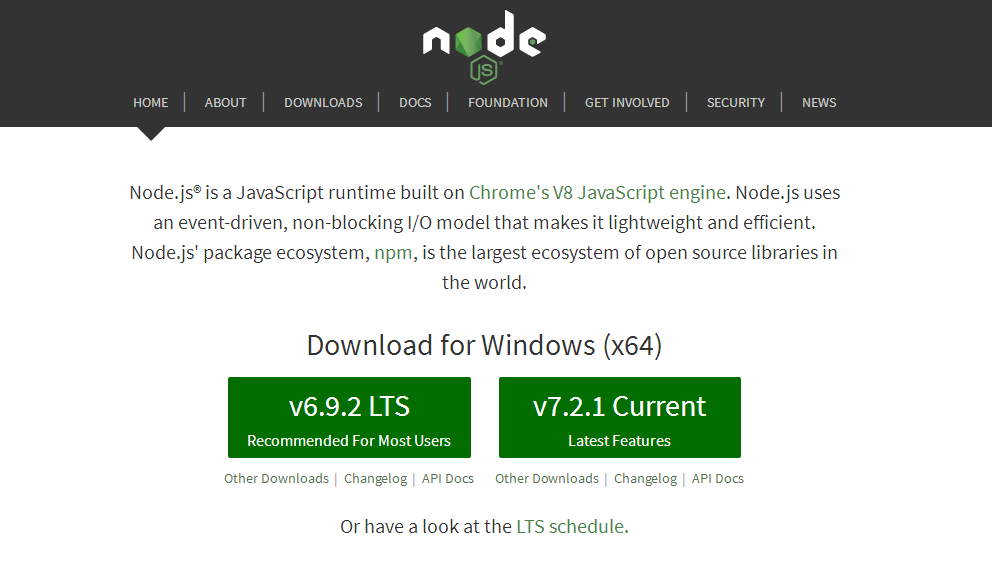 node
JS
HOME | ABOUT | DOWNLOADS | DOCS | FOUNDATION | GET INVOLVED | SECURITY | NEWS
Node.js® is a JavaScript runtime built on Chrome's V8 JavaScript engine. Node.js uses
an event-driven, non-blocking I/O model that makes it lightweight and efficient.
Node.js' package ecosystem, npm, is the largest ecosystem of open source libraries in
the world.
Download for Windows (x64)
v6.9.2 LTS
Recommended For Most Users
v7.2.1 Current
Latest Features
Other Downloads | Changelog | API Docs
Other Downloads | Changelog | API Docs
Or have a look at the LTS schedule.